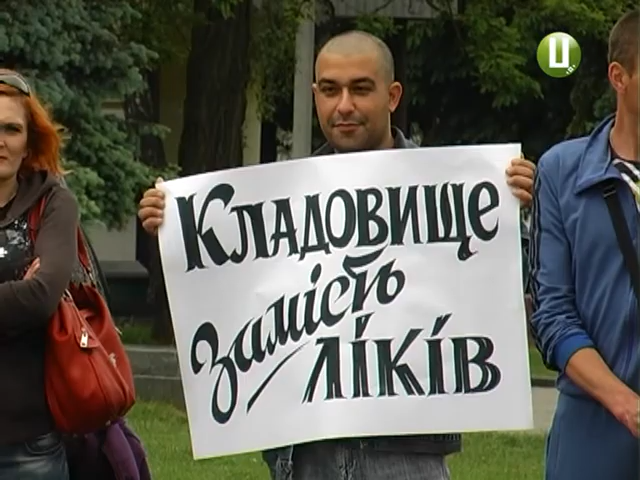 Кладовище
Замість
ліків
Ц